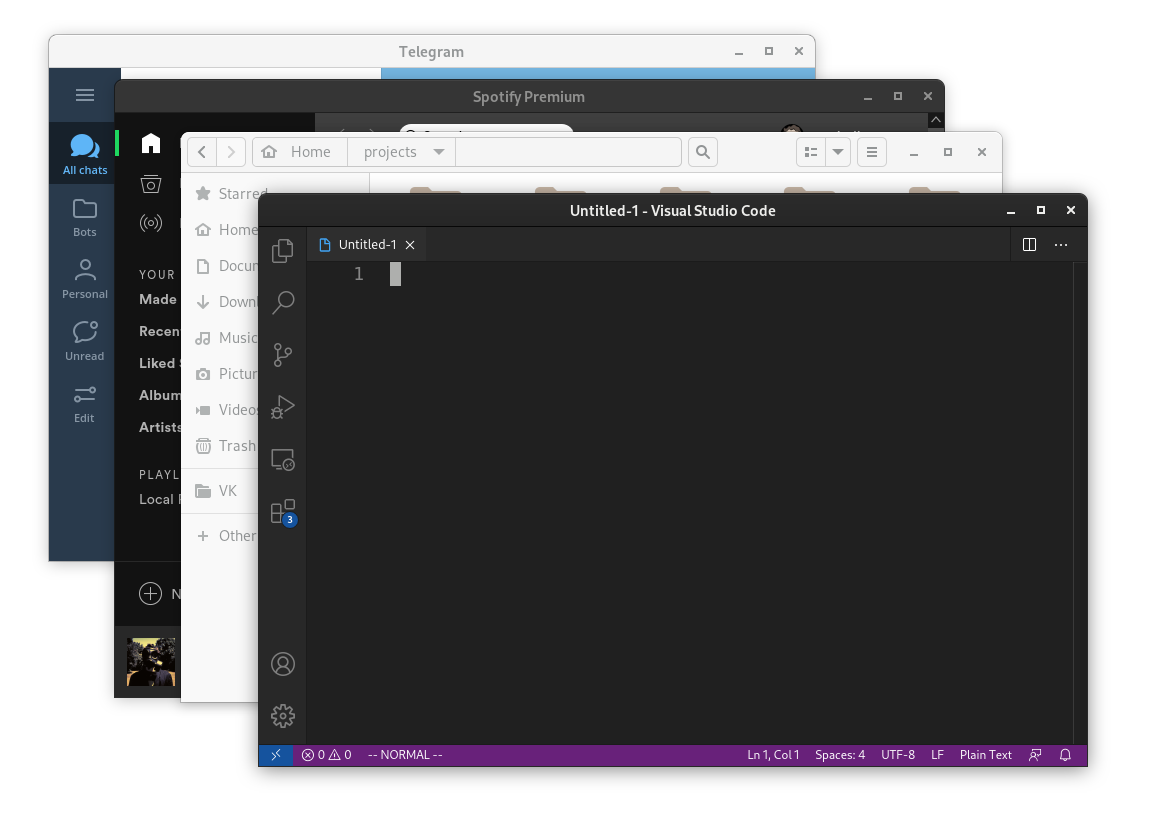 Telegram
All chats
Bots
Personal
Unread
Edit
Spotify Premium
YOUR
Made
Recen
Liked
Album
Artists
PLAYL
Local
N
Home
projects
Starred
Home
Docum
Downl
Music
Pictur
Videos
Trash
VK
Other
Untitled-1 - Visual Studio Code
Untitled-1
1
3
0 0 -- NORMAL -- Ln 1, Col 1 Spaces: 4 UTF-8 LF Plain Text